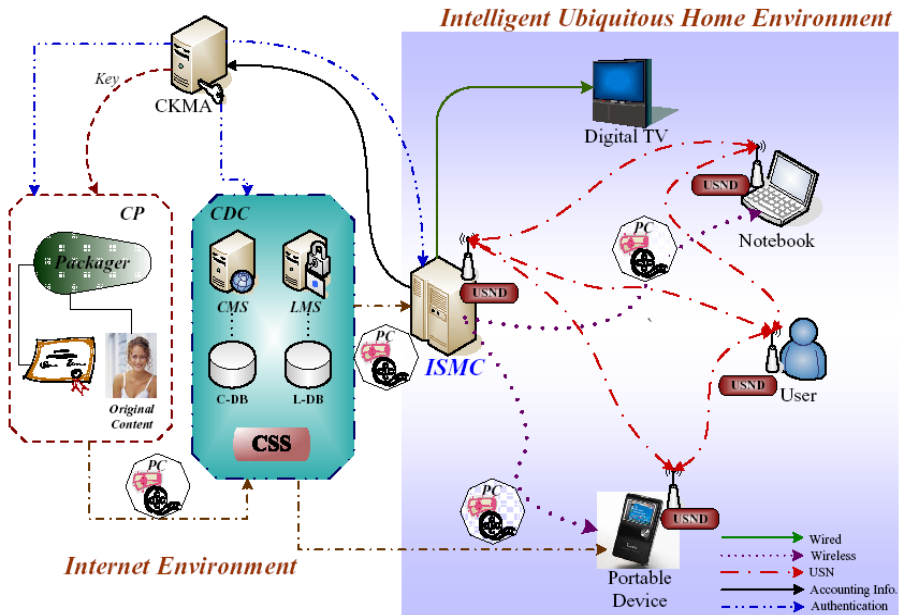 Intelligent Ubiquitous Home Environment
Key
CKMA
Digital TV
USND
Notebook
CP
Packager
Original
Content
CDC
CMS
LMS
C-DB
L-DB
CSS
PC
USND
ISMC
PC
PC
USND
User
PC
USND
Portable
Device
Internet Environment
Wired
Wireless
USN
Accounting Info.
Authentication